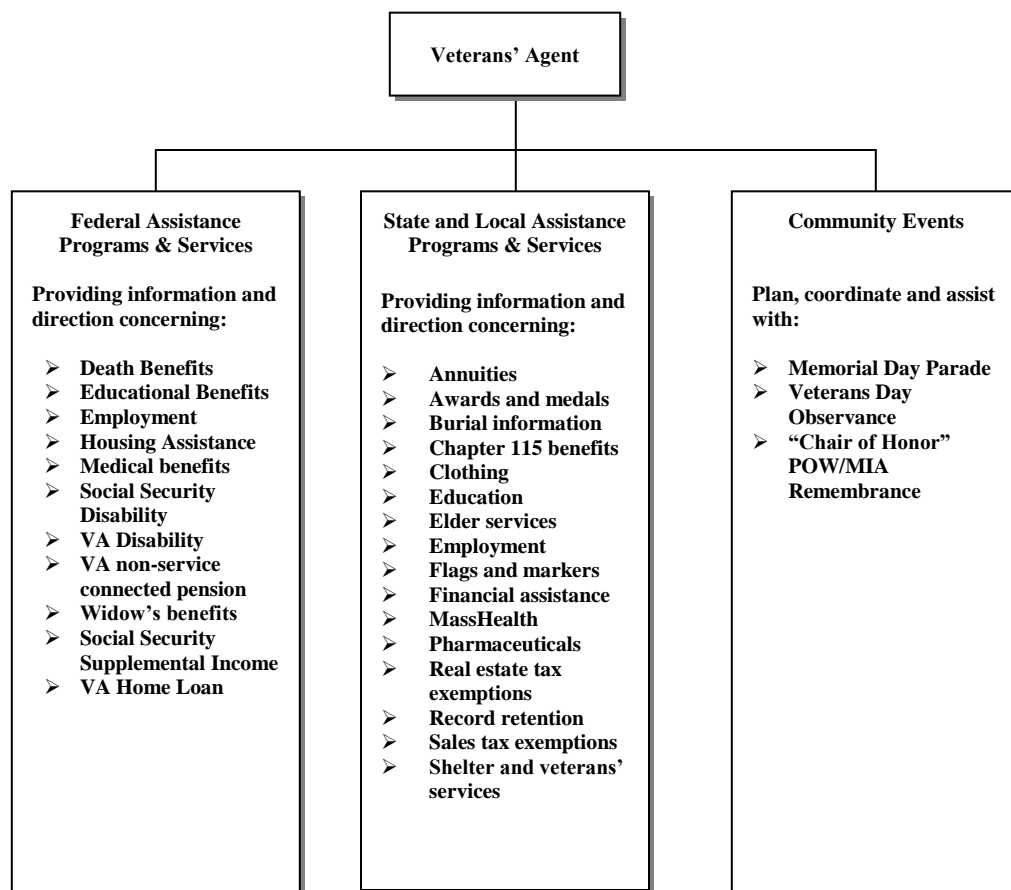 Veterans’ Agent
Federal Assistance
Programs & Services
Providing information and
direction concerning:
➢ Death Benefits
➢ Educational Benefits
➢ Employment
➢ Housing Assistance
➢ Medical benefits
➢ Social Security
Disability
➢ VA Disability
➢ VA non-service
connected pension
➢ Widow’s benefits
➢ Social Security
Supplemental Income
➢ VA Home Loan
State and Local Assistance
Programs & Services
Providing information and
direction concerning:
➢ Annuities
➢ Awards and medals
➢ Burial information
➢ Chapter 115 benefits
➢ Clothing
➢ Education
➢ Elder services
➢ Employment
➢ Flags and markers
➢ Financial assistance
➢ MassHealth
➢ Pharmaceuticals
➢ Real estate tax
exemptions
➢ Record retention
➢ Sales tax exemptions
➢ Shelter and veterans’
services
Community Events
Plan, coordinate and assist
with:
➢ Memorial Day Parade
➢ Veterans Day
Observance
➢ “Chair of Honor”
POW/MIA
Remembrance